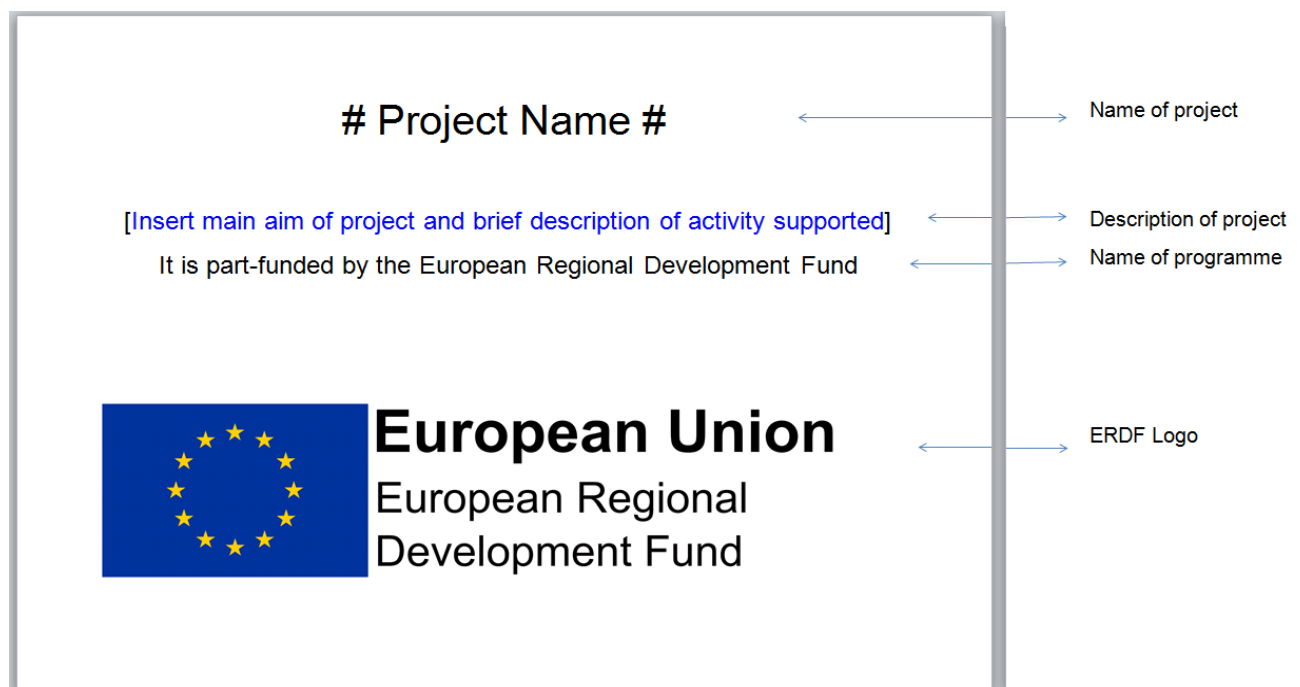 # Project Name #
Name of project
[Insert main aim of project and brief description of activity supported]
Description of project
It is part-funded by the European Regional Development Fund
Name of programme
European Union
European Regional
Development Fund
ERDF Logo